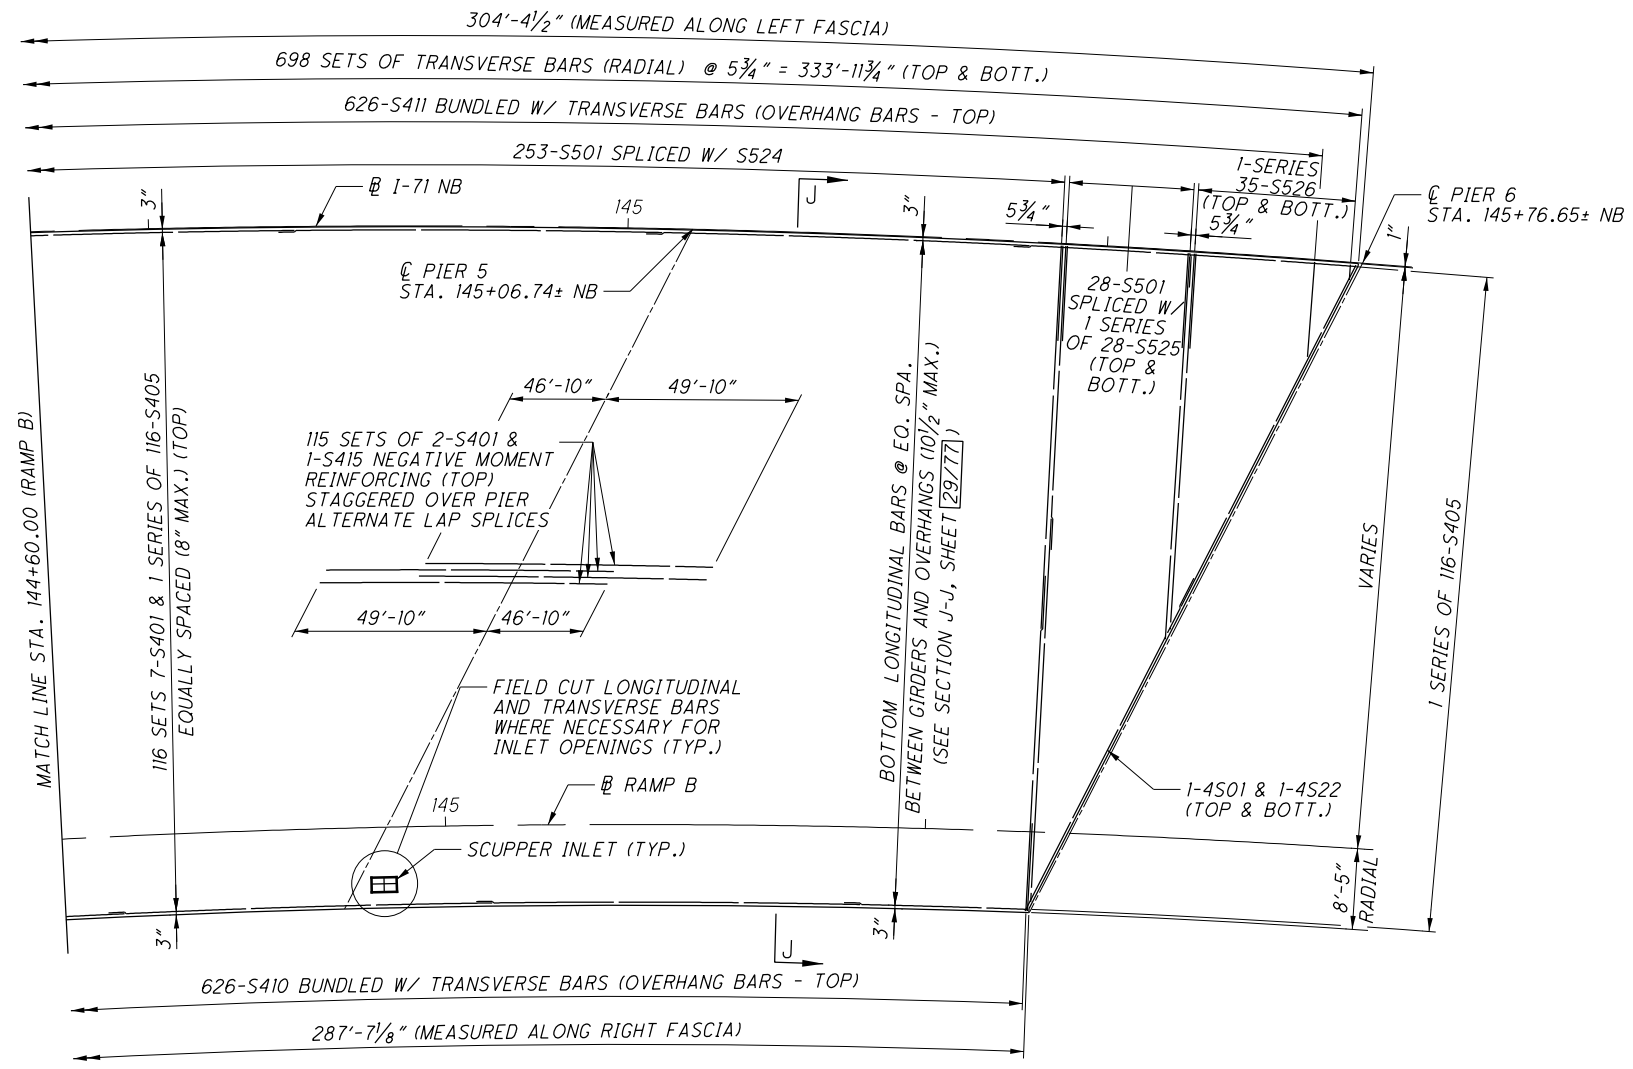 304'-4½" (MEASURED ALONG LEFT FASCIA)
698 SETS OF TRANSVERSE BARS (RADIAL) @ 5¾" = 333'-11¾" (TOP & BOTT.)
626-S411 BUNDLED W/ TRANSVERSE BARS (OVERHANG BARS - TOP)
253-S501 SPLICED W/ S524
1-SERIES
35-S526
(TOP & BOTT.)
℄ PIER 6
STA. 145+76.65± NB
3"
BL I-71 NB
145
J
3"
5¾"
5¾"
1"
℄ PIER 5
STA. 145+06.74± NB
28-S501
SPLICED W/
1 SERIES
OF 28-S525
(TOP &
BOTT.)
46'-10"
49'-10"
115 SETS OF 2-S401 &
1-S415 NEGATIVE MOMENT
REINFORCING (TOP)
STAGGERED OVER PIER
ALTERNATE LAP SPLICES
49'-10"
46'-10"
MATCH LINE STA. 144+60.00 (RAMP B)
116 SETS 7-S401 & 1 SERIES OF 116-S405
EQUALLY SPACED (8" MAX.) (TOP)
BOTTOM LONGITUDINAL BARS @ EQ. SPA.
BETWEEN GIRDERS AND OVERHANGS (10½" MAX.)
(SEE SECTION J-J, SHEET 29/77)
VARIES
1 SERIES OF 116-S405
FIELD CUT LONGITUDINAL
AND TRANSVERSE BARS
WHERE NECESSARY FOR
INLET OPENINGS (TYP.)
BL RAMP B
145
1-4S01 & 1-4S22
(TOP & BOTT.)
SCUPPER INLET (TYP.)
8'-5"
RADIAL
3"
3"
J
626-S410 BUNDLED W/ TRANSVERSE BARS (OVERHANG BARS - TOP)
287'-7⅛" (MEASURED ALONG RIGHT FASCIA)